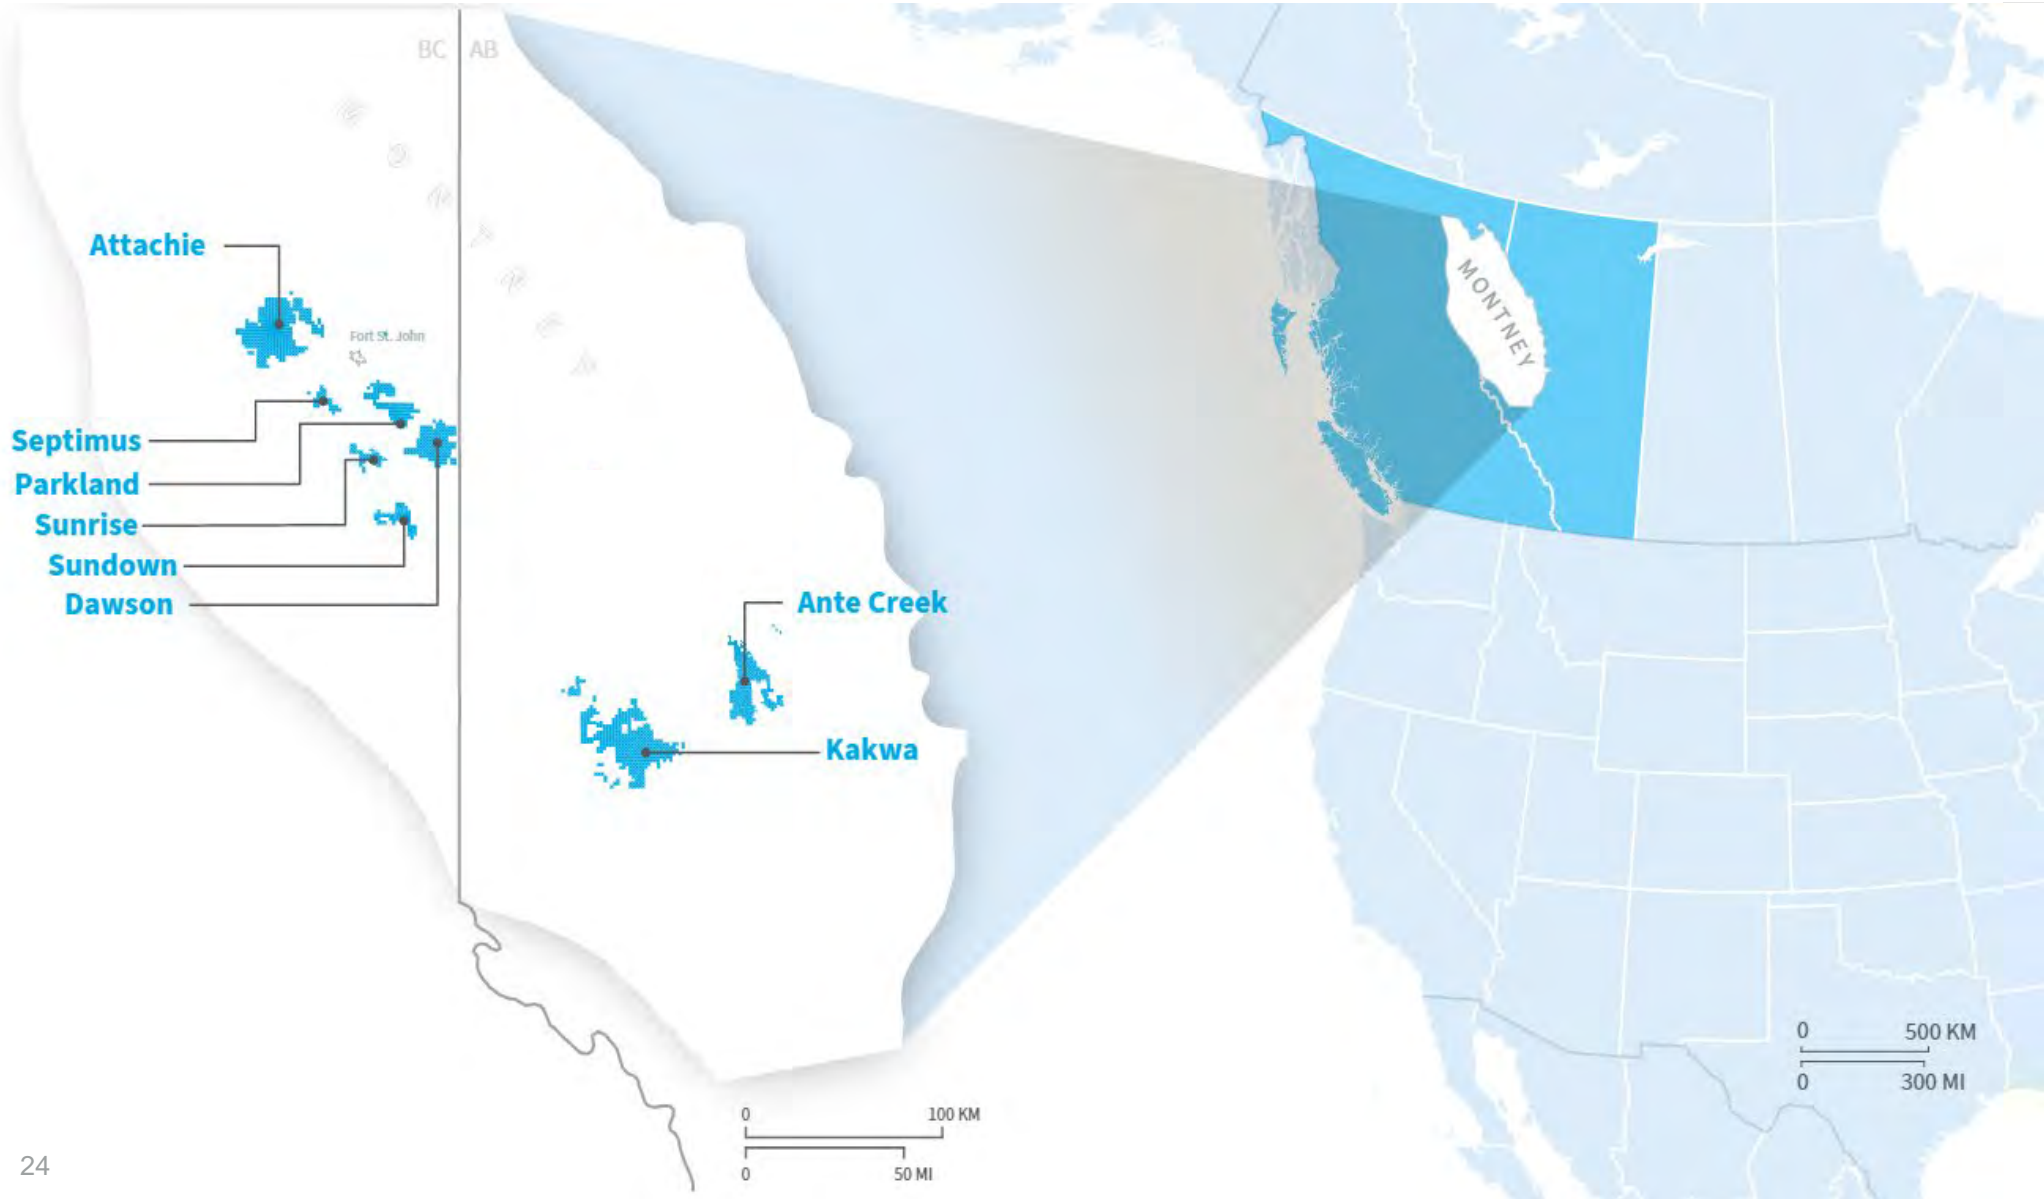 BC
AB
Attachie
Fort St. John
Septimus
Parkland
Sunrise
Sundown
Dawson
Ante Creek
Kakwa
MONTNEY
0 500 KM
0 300 MI
0 100 KM
0 50 MI
24